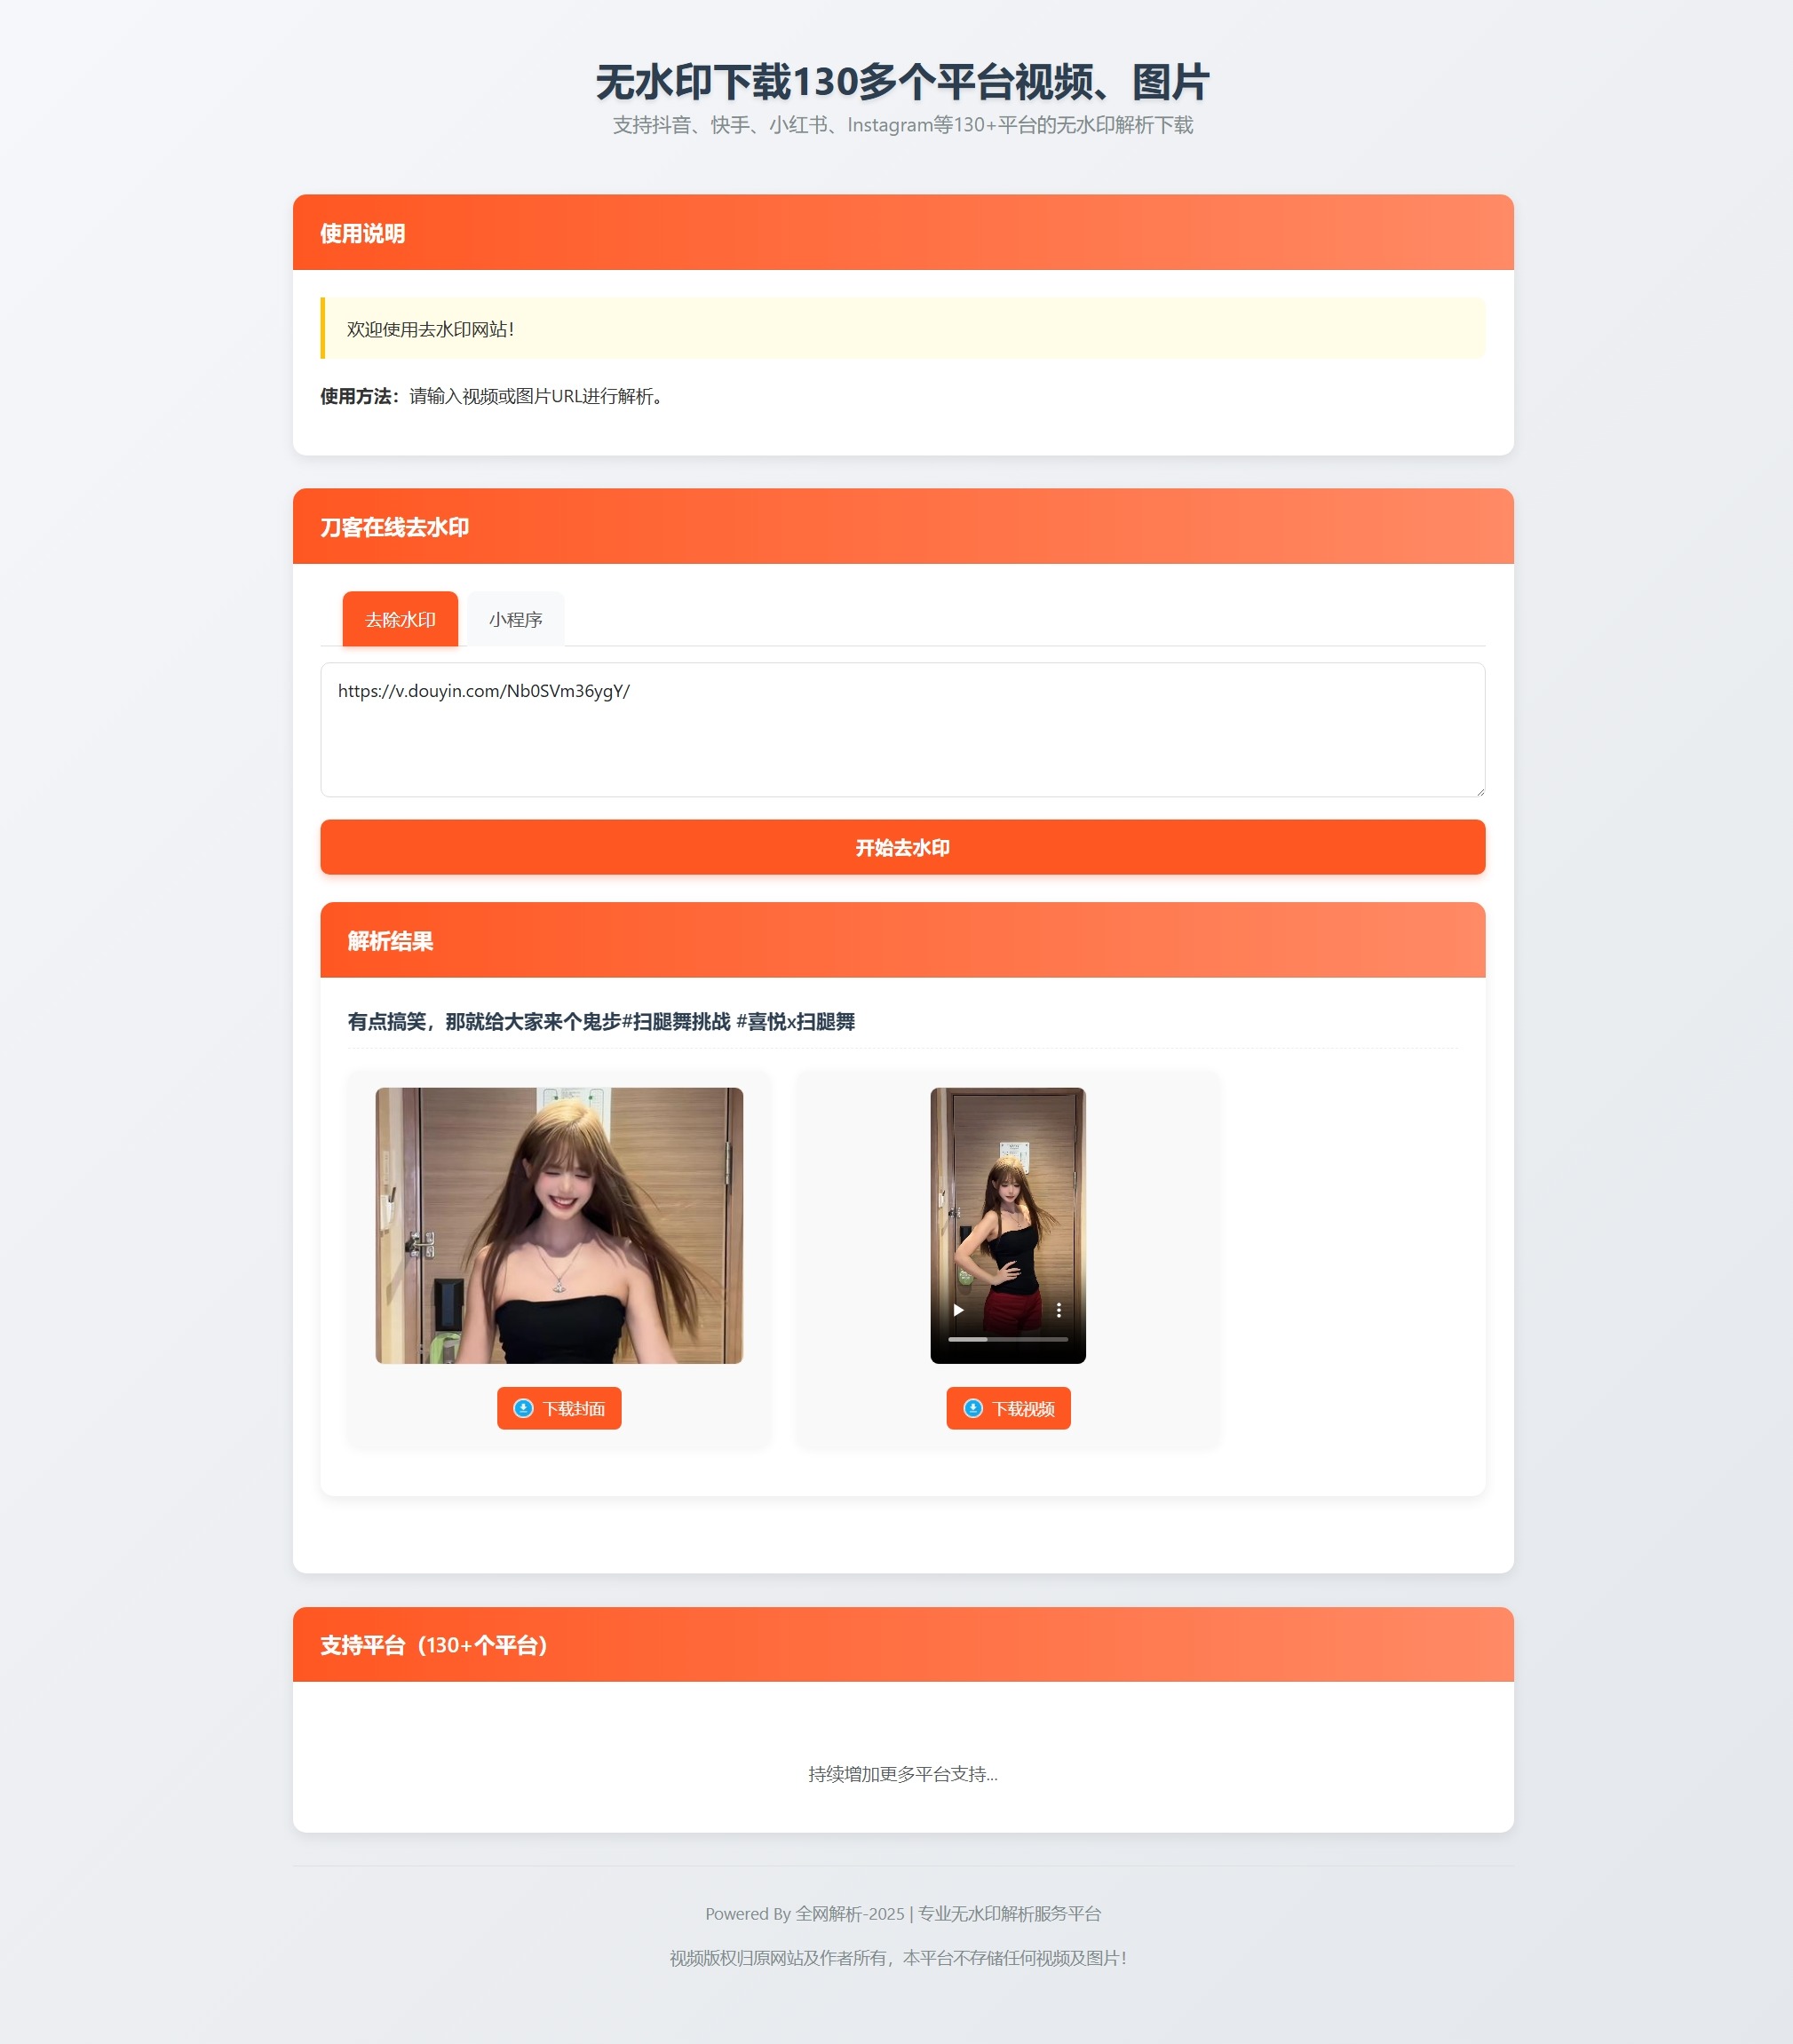 无水印下载130多个平台视频、图片
支持抖音、快手、小红书、Instagram等130+平台的无水印解析下载
使用说明
欢迎使用去水印网站！
使用方法：请输入视频或图片URL进行解析。
刀客在线去水印
去除水印
小程序
https://v.douyin.com/Nb0SVm36ygY/
开始去水印
解析结果
有点搞笑，那就给大家来个鬼步#扫腿舞挑战 #喜悦x扫腿舞
下载封面
下载视频
支持平台（130+个平台）
持续增加更多平台支持...
Powered By 全网解析-2025 | 专业无水印解析服务平台
视频版权归原网站及作者所有，本平台不存储任何视频及图片！